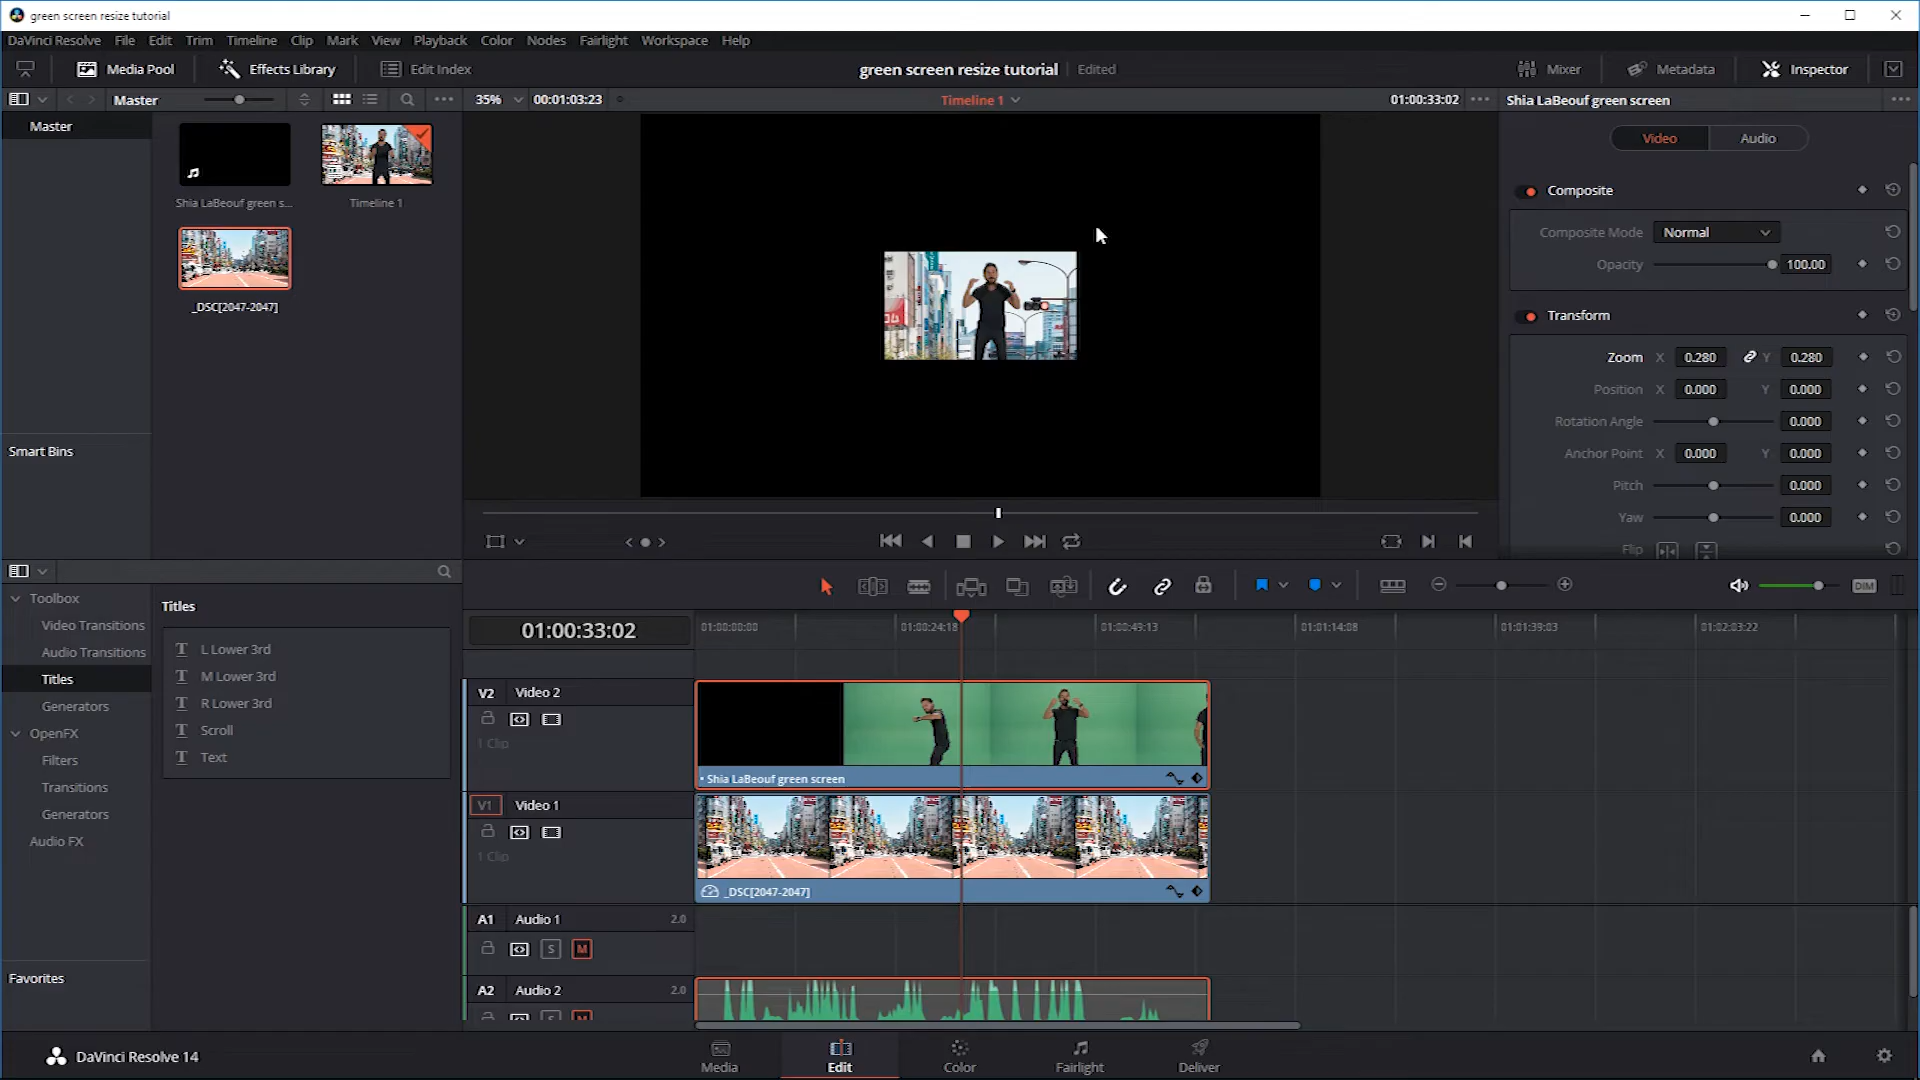 green screen resize tutorial
DaVinci Resolve File Edit Trim Timeline Clip Mark View Playback Color Nodes Fairlight Workspace Help
Media Pool Effects Library Edit Index green screen resize tutorial Edited Mixer Metadata Inspector
Master 35% 00:01:03:23 Timeline 1 01:00:33:02 Shia LaBeouf green screen
Master
Video Audio
Shia LaBeouf green s... Timeline 1
_DSC[2047-2047]
Composite
Composite Mode Normal
Opacity 100.00
Transform
Zoom X 0.280 Y 0.280
Position X 0.000 Y 0.000
Rotation Angle 0.000
Anchor Point X 0.000 Y 0.000
Pitch 0.000
Yaw 0.000
Flip
Smart Bins
DIM
Toolbox
Video Transitions
Audio Transitions
Titles
Generators
OpenFX
Filters
Transitions
Generators
Audio FX
Favorites
Titles
L Lower 3rd
M Lower 3rd
R Lower 3rd
Scroll
Text
01:00:33:02 01:00:00:00 01:00:24:18 01:00:49:13 01:01:14:08 01:01:39:03 01:02:03:22
V2 Video 2
1 Clip
Shia LaBeouf green screen
V1 Video 1
1 Clip
_DSC[2047-2047]
A1 Audio 1 2.0
S M
A2 Audio 2 2.0
S M
DaVinci Resolve 14 Media Edit Color Fairlight Deliver